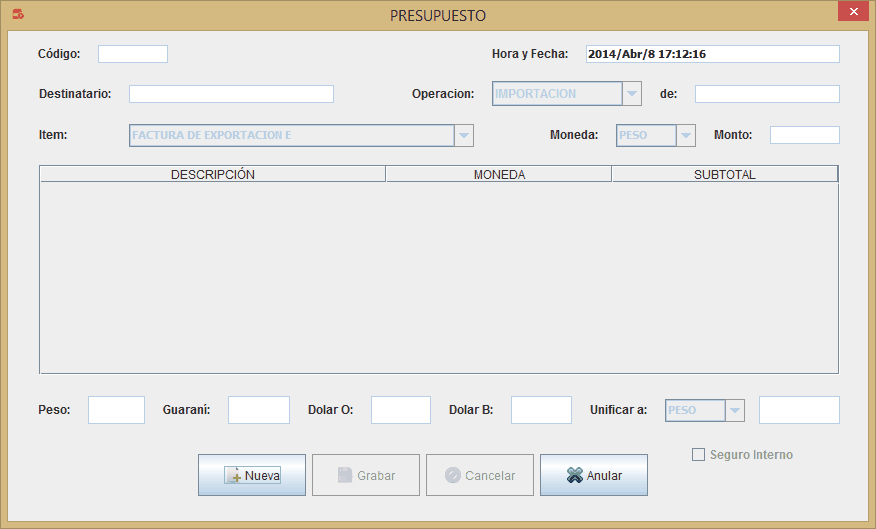 PRESUPUESTO
Código:
Hora y Fecha: 2014/Abr/8 17:12:16
Destinatario:
Operacion: IMPORTACION de:
Item: FACTURA DE EXPORTACION E
Moneda: PESO Monto:
DESCRIPCIÓN MONEDA SUBTOTAL
Peso: Guaraní: Dolar O: Dolar B: Unificar a: PESO
Seguro Interno
Nueva Grabar Cancelar Anular